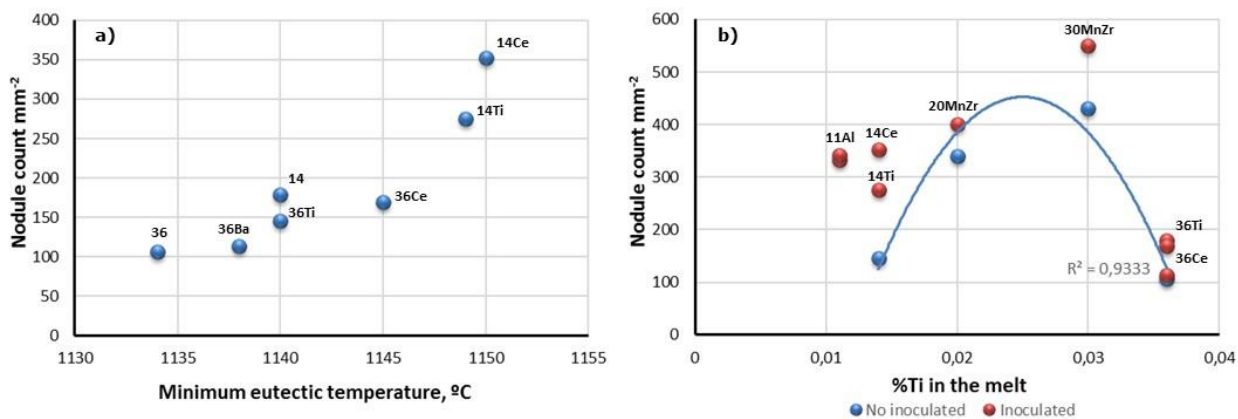 a)
Nodule count mm-2
400
350
300
250
200
150
100
50
0
14Ce
14Ti
14
36Ti
36Ce
36
36Ba
1130
1135
1140
1145
1150
1155
Minimum eutectic temperature, ºC
b)
Nodule count mm-2
600
500
400
300
200
100
0
30MnZr
20MnZr
11Al
14Ce
14Ti
36Ti
36Ce
R² = 0,9333
0
0,01
0,02
0,03
0,04
%Ti in the melt
No inoculated
Inoculated